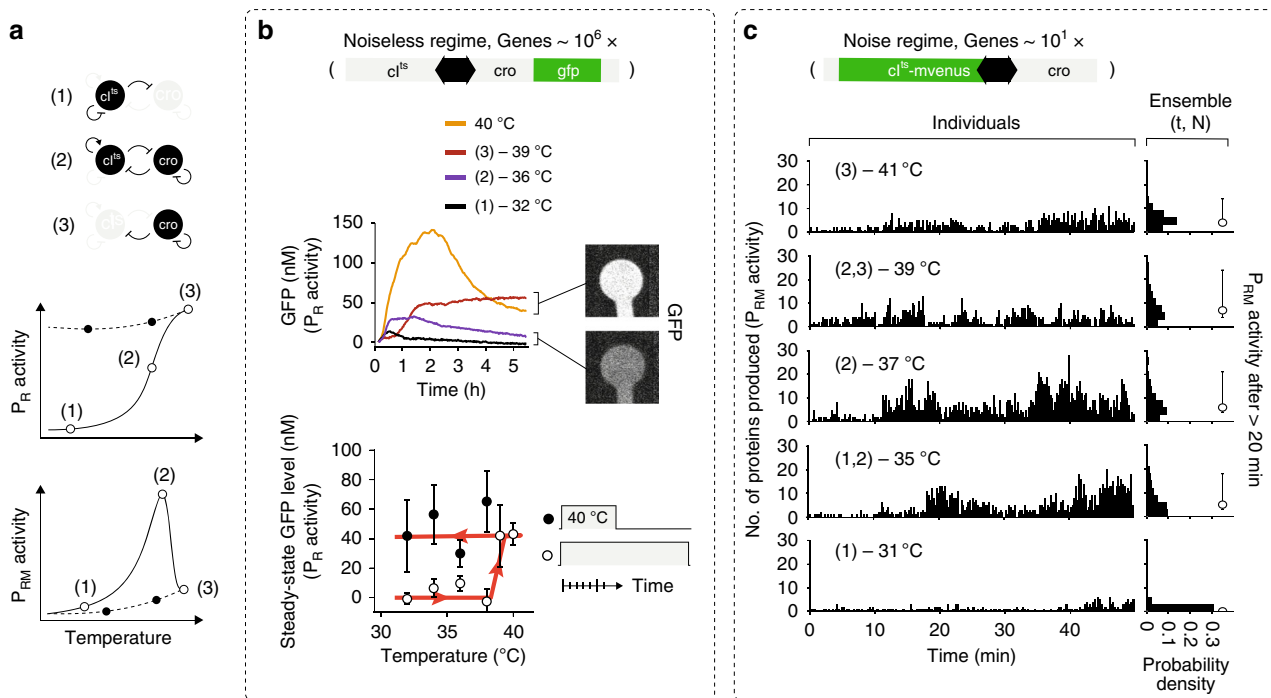 a
(1)
cI^ts
cro
(2)
cI^ts
cro
(3)
cI^ts
cro
P_R activity
(1)
(2)
(3)
P_RM activity
(1)
(2)
(3)
Temperature
b
Noiseless regime, Genes ~ 10^6 ×
( cI^ts cro gfp )
40 °C
(3) – 39 °C
(2) – 36 °C
(1) – 32 °C
GFP (nM)
(P_R activity)
150
100
50
0
0 1 2 3 4 5
Time (h)
GFP
Steady-state GFP level (nM)
(P_R activity)
100
80
60
40
20
0
30 35 40
Temperature (°C)
40 °C
Time
c
Noise regime, Genes ~ 10^1 ×
( cI^ts-mvenus cro )
Individuals
Ensemble
(t, N)
No. of proteins produced (P_RM activity)
30
20
10
0
(3) – 41 °C
30
20
10
0
(2,3) – 39 °C
30
20
10
0
(2) – 37 °C
30
20
10
0
(1,2) – 35 °C
30
20
10
0
(1) – 31 °C
0 10 20 30 40
Time (min)
0 0.1 0.2 0.3
Probability
density
P_RM activity after > 20 min